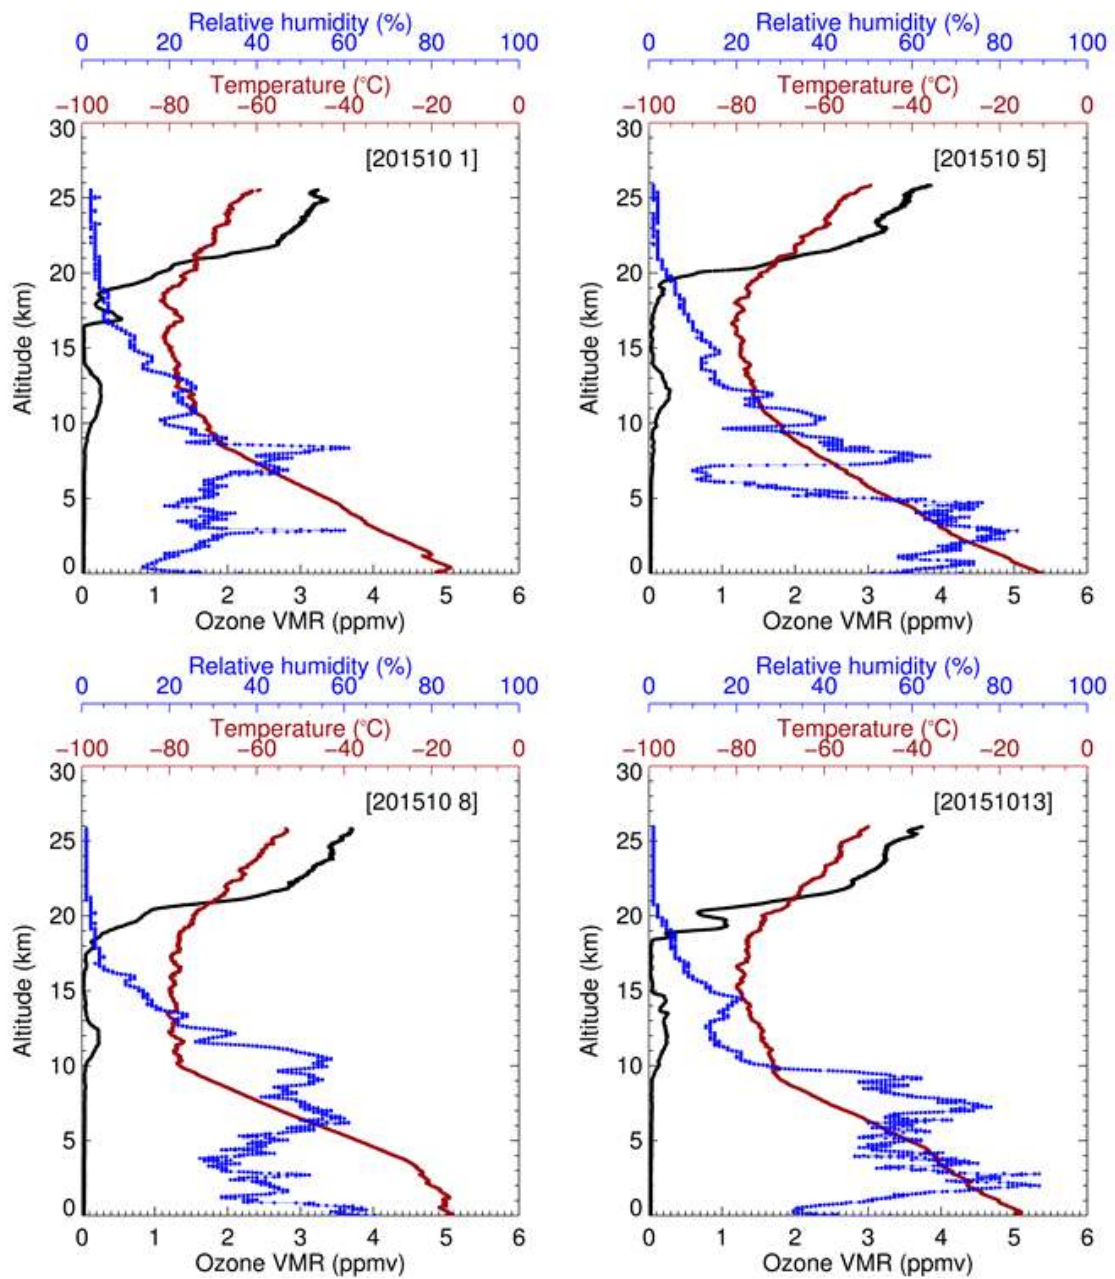 Relative humidity (%)
0 20 40 60 80 100
Temperature (°C)
−100 −80 −60 −40 −20 0
[201510 1]
30
25
20
15
10
5
0
Altitude (km)
0 1 2 3 4 5 6
Ozone VMR (ppmv)
Relative humidity (%)
0 20 40 60 80 100
Temperature (°C)
−100 −80 −60 −40 −20 0
[201510 5]
30
25
20
15
10
5
0
Altitude (km)
0 1 2 3 4 5 6
Ozone VMR (ppmv)
Relative humidity (%)
0 20 40 60 80 100
Temperature (°C)
−100 −80 −60 −40 −20 0
[201510 8]
30
25
20
15
10
5
0
Altitude (km)
0 1 2 3 4 5 6
Ozone VMR (ppmv)
Relative humidity (%)
0 20 40 60 80 100
Temperature (°C)
−100 −80 −60 −40 −20 0
[20151013]
30
25
20
15
10
5
0
Altitude (km)
0 1 2 3 4 5 6
Ozone VMR (ppmv)